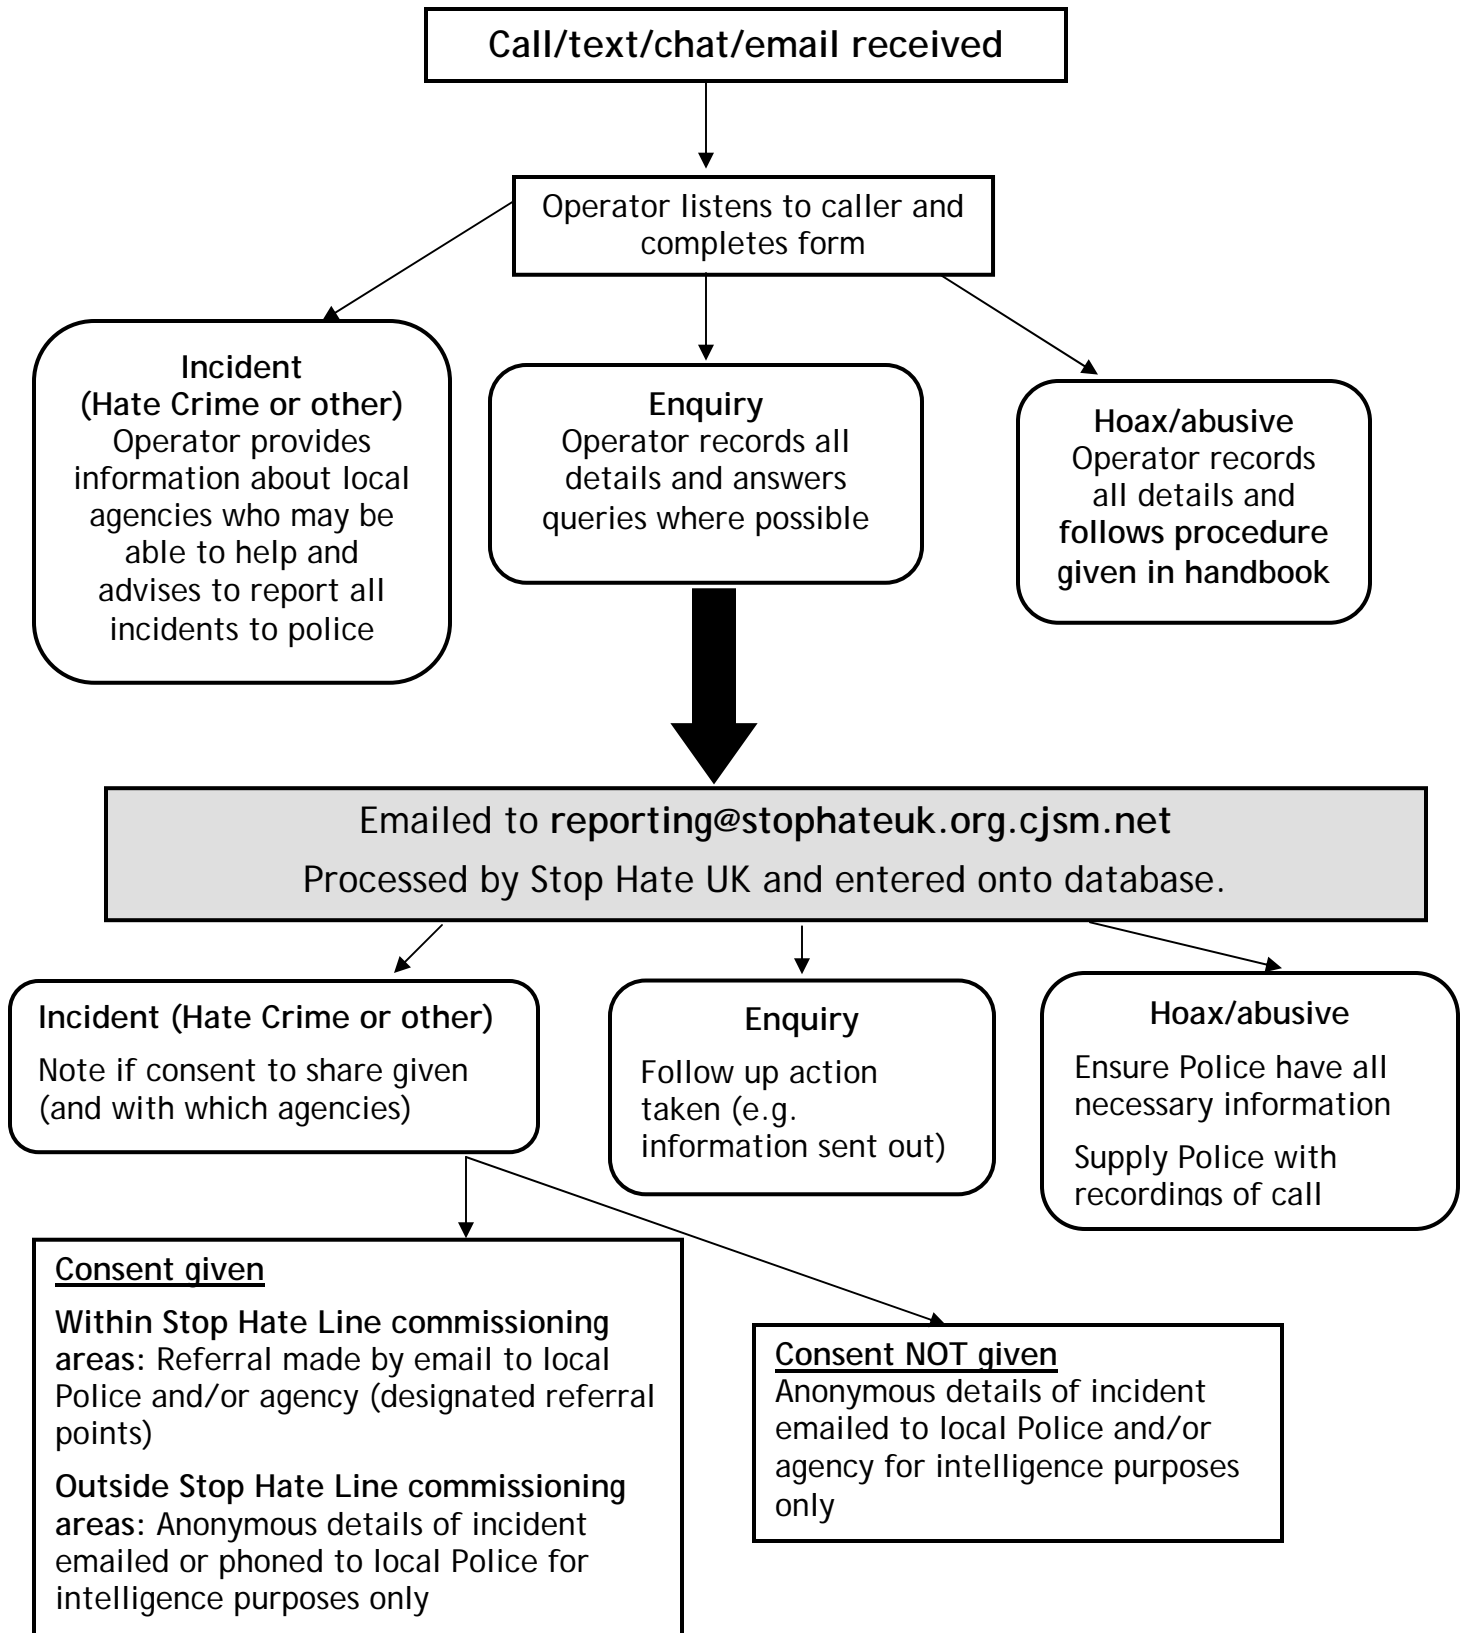 Call/text/chat/email received
Operator listens to caller and
completes form
Incident
(Hate Crime or other)
Operator provides
information about local
agencies who may be
able to help and
advises to report all
incidents to police
Enquiry
Operator records all
details and answers
queries where possible
Hoax/abusive
Operator records
all details and
follows procedure
given in handbook
Emailed to reporting@stophateuk.org.cjsm.net
Processed by Stop Hate UK and entered onto database.
Incident (Hate Crime or other)
Note if consent to share given
(and with which agencies)
Enquiry
Follow up action
taken (e.g.
information sent out)
Hoax/abusive
Ensure Police have all
necessary information
Supply Police with
recordings of call
Consent given
Within Stop Hate Line commissioning
areas: Referral made by email to local
Police and/or agency (designated referral
points)
Outside Stop Hate Line commissioning
areas: Anonymous details of incident
emailed or phoned to local Police for
intelligence purposes only
Consent NOT given
Anonymous details of incident
emailed to local Police and/or
agency for intelligence purposes
only